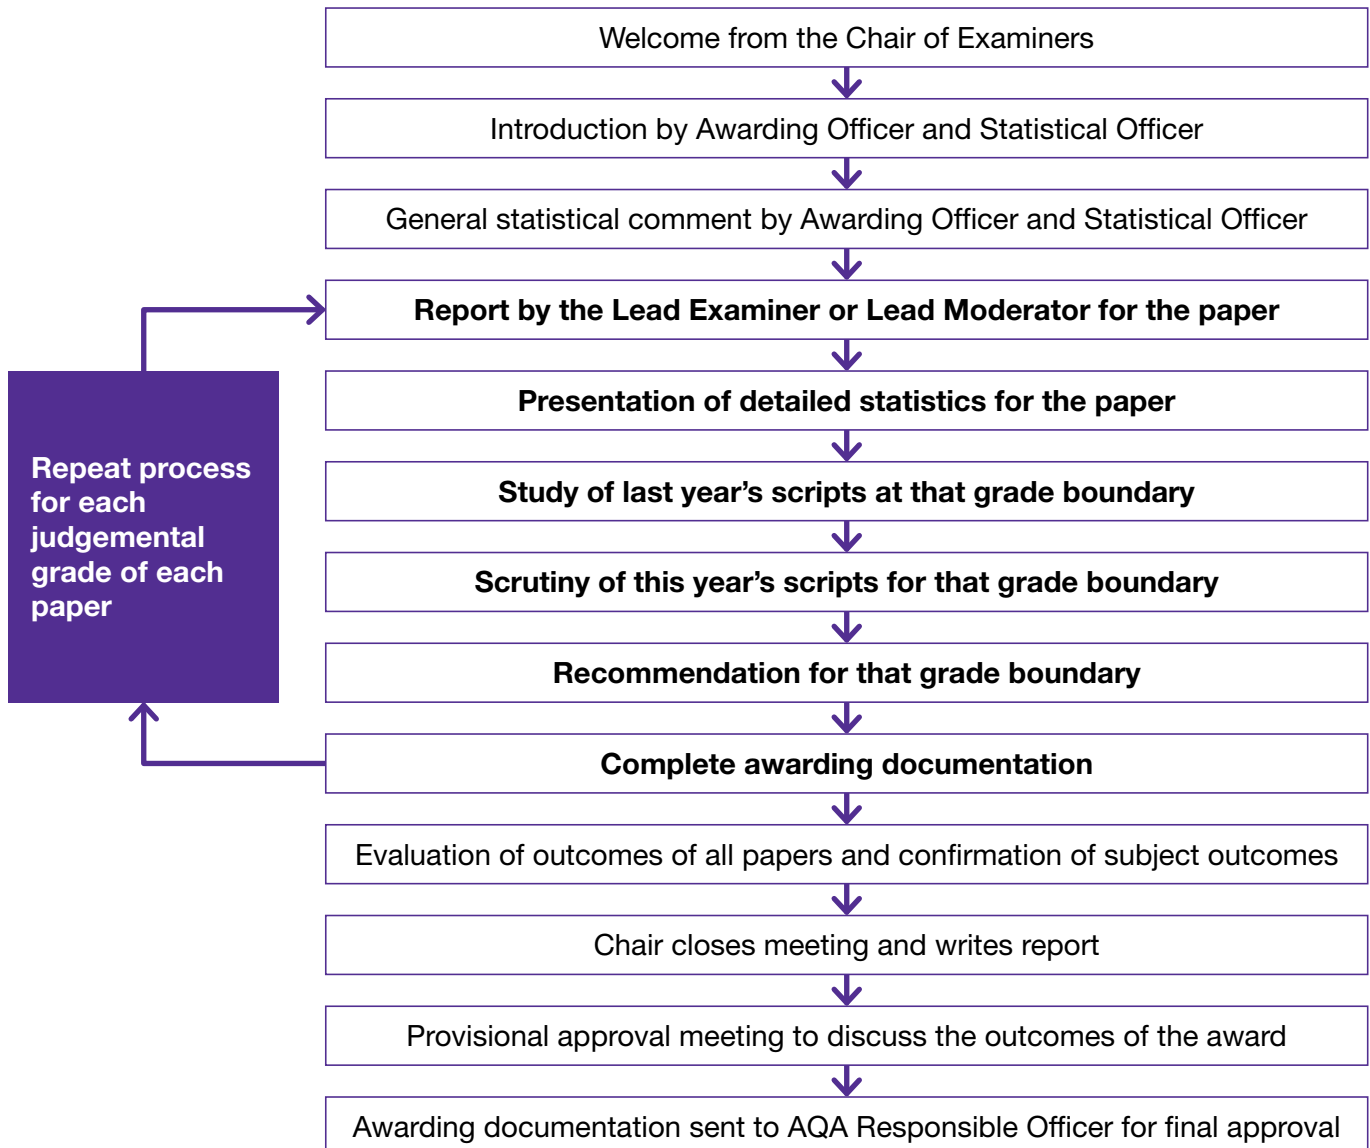 Welcome from the Chair of Examiners
Introduction by Awarding Officer and Statistical Officer
General statistical comment by Awarding Officer and Statistical Officer
Report by the Lead Examiner or Lead Moderator for the paper
Presentation of detailed statistics for the paper
Study of last year’s scripts at that grade boundary
Scrutiny of this year’s scripts for that grade boundary
Recommendation for that grade boundary
Complete awarding documentation
Repeat process
for each
judgemental
grade of each
paper
Evaluation of outcomes of all papers and confirmation of subject outcomes
Chair closes meeting and writes report
Provisional approval meeting to discuss the outcomes of the award
Awarding documentation sent to AQA Responsible Officer for final approval